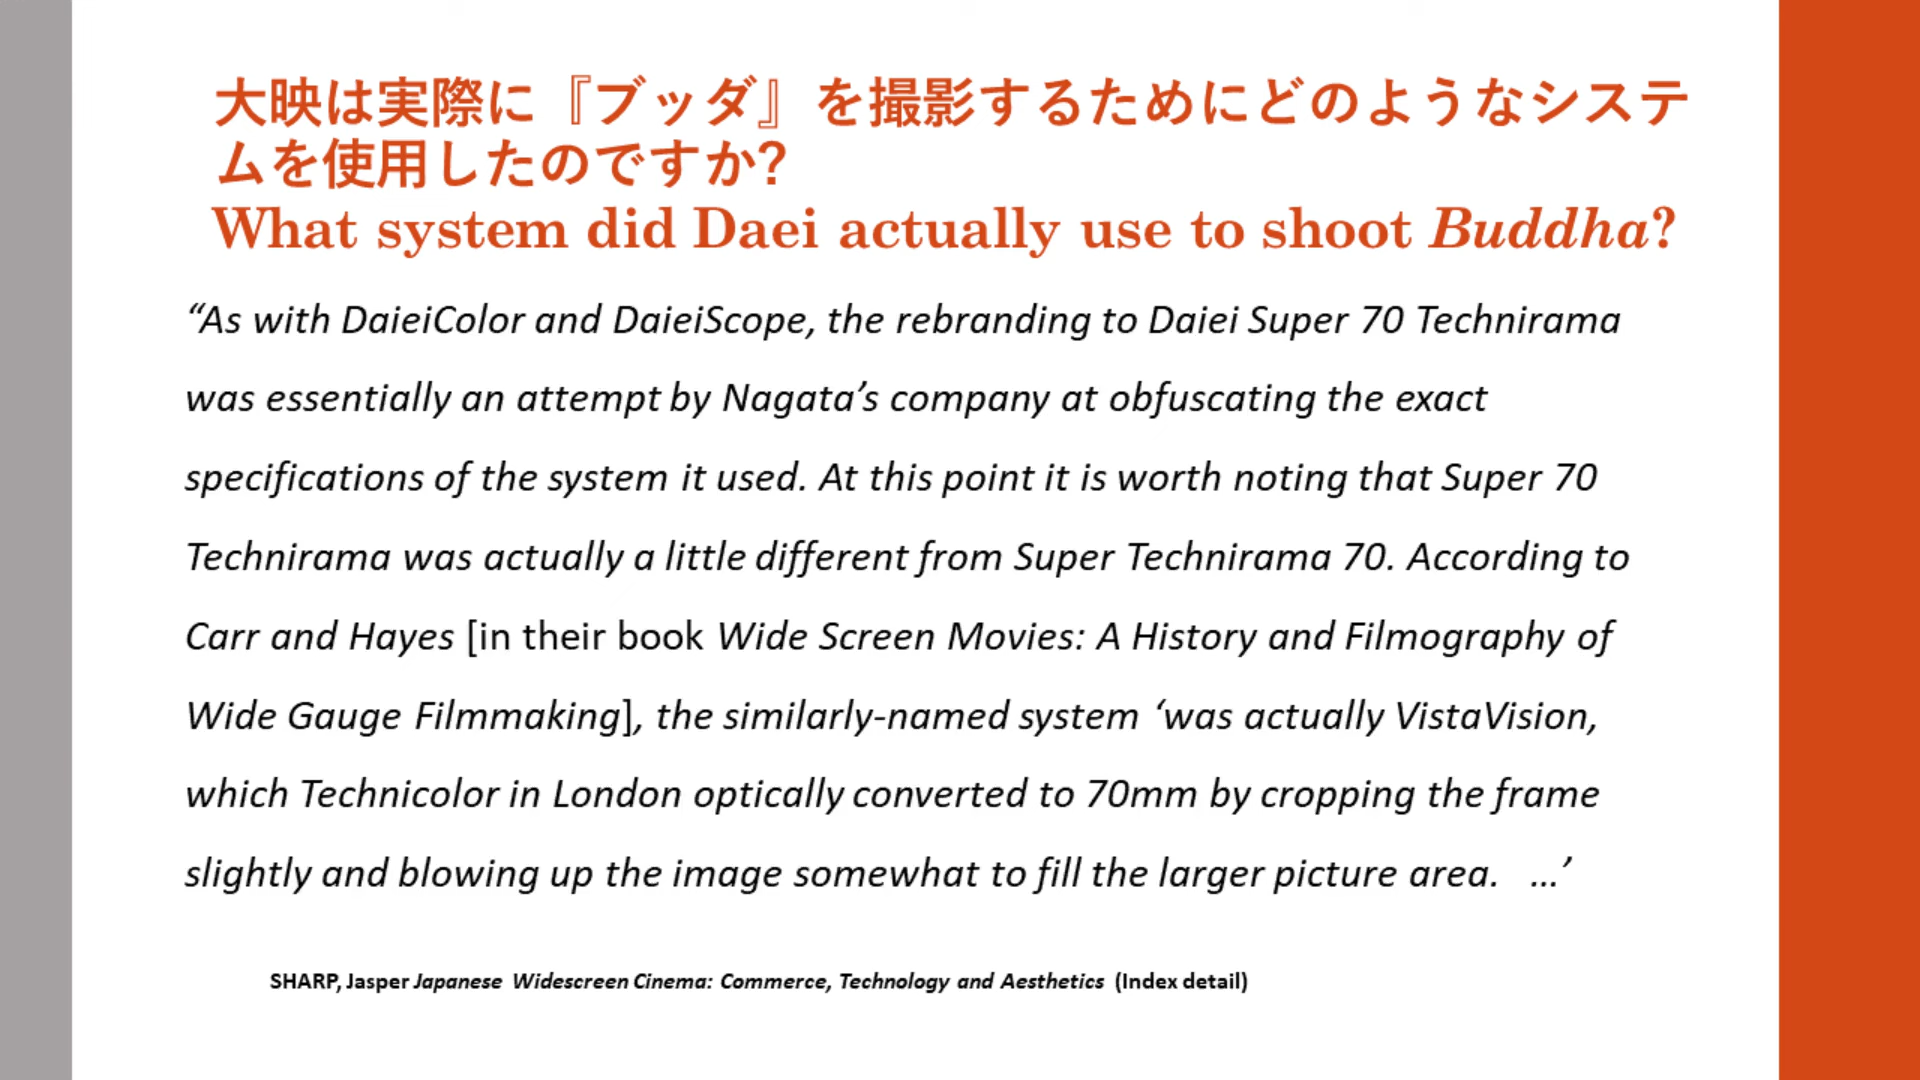 大映は実際に『ブッダ』を撮影するためにどのようなシステ
ムを使用したのですか?
What system did Daei actually use to shoot Buddha?
“As with DaieiColor and DaieiScope, the rebranding to Daiei Super 70 Technirama
was essentially an attempt by Nagata’s company at obfuscating the exact
specifications of the system it used. At this point it is worth noting that Super 70
Technirama was actually a little different from Super Technirama 70. According to
Carr and Hayes [in their book Wide Screen Movies: A History and Filmography of
Wide Gauge Filmmaking], the similarly-named system ‘was actually VistaVision,
which Technicolor in London optically converted to 70mm by cropping the frame
slightly and blowing up the image somewhat to fill the larger picture area. …’
SHARP, Jasper Japanese Widescreen Cinema: Commerce, Technology and Aesthetics (Index detail)